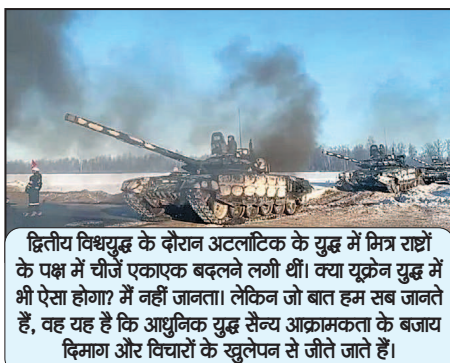 द्वितीय विश्वयुद्ध के दौरान अटलांटिक के युद्ध में मित्र राष्ट्रों
के पक्ष में चीजें एकाएक बदलने लगी थीं। क्या यूक्रेन युद्ध में
भी ऐसा होगा? मैं नहीं जानता। लेकिन जो बात हम सब जानते
हैं, वह यह है कि आधुनिक युद्ध सैन्य आक्रामकता के बजाय
दिमाग और विचारों के खुलेपन से जीते जाते हैं।